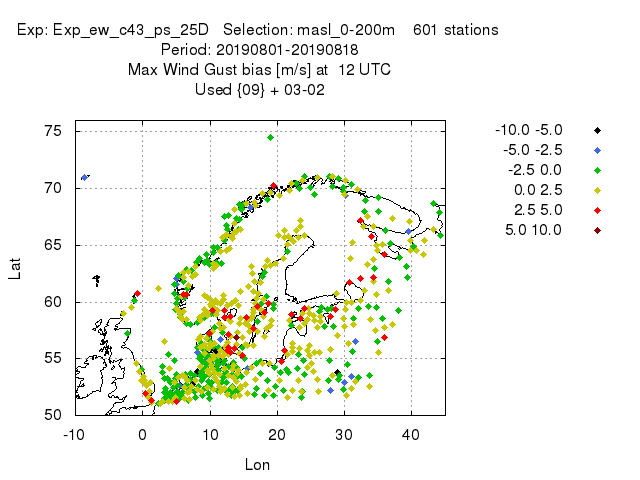 Exp: Exp_ew_c43_ps_25D   Selection: masl_0-200m    601 stations
Period: 20190801-20190818
Max Wind Gust bias [m/s] at  12 UTC
Used {09} + 03-02
75
70
65
60
55
50
-10 0 10 20 30 40
Lat
Lon
-10.0 -5.0
-5.0 -2.5
-2.5 0.0
0.0 2.5
2.5 5.0
5.0 10.0